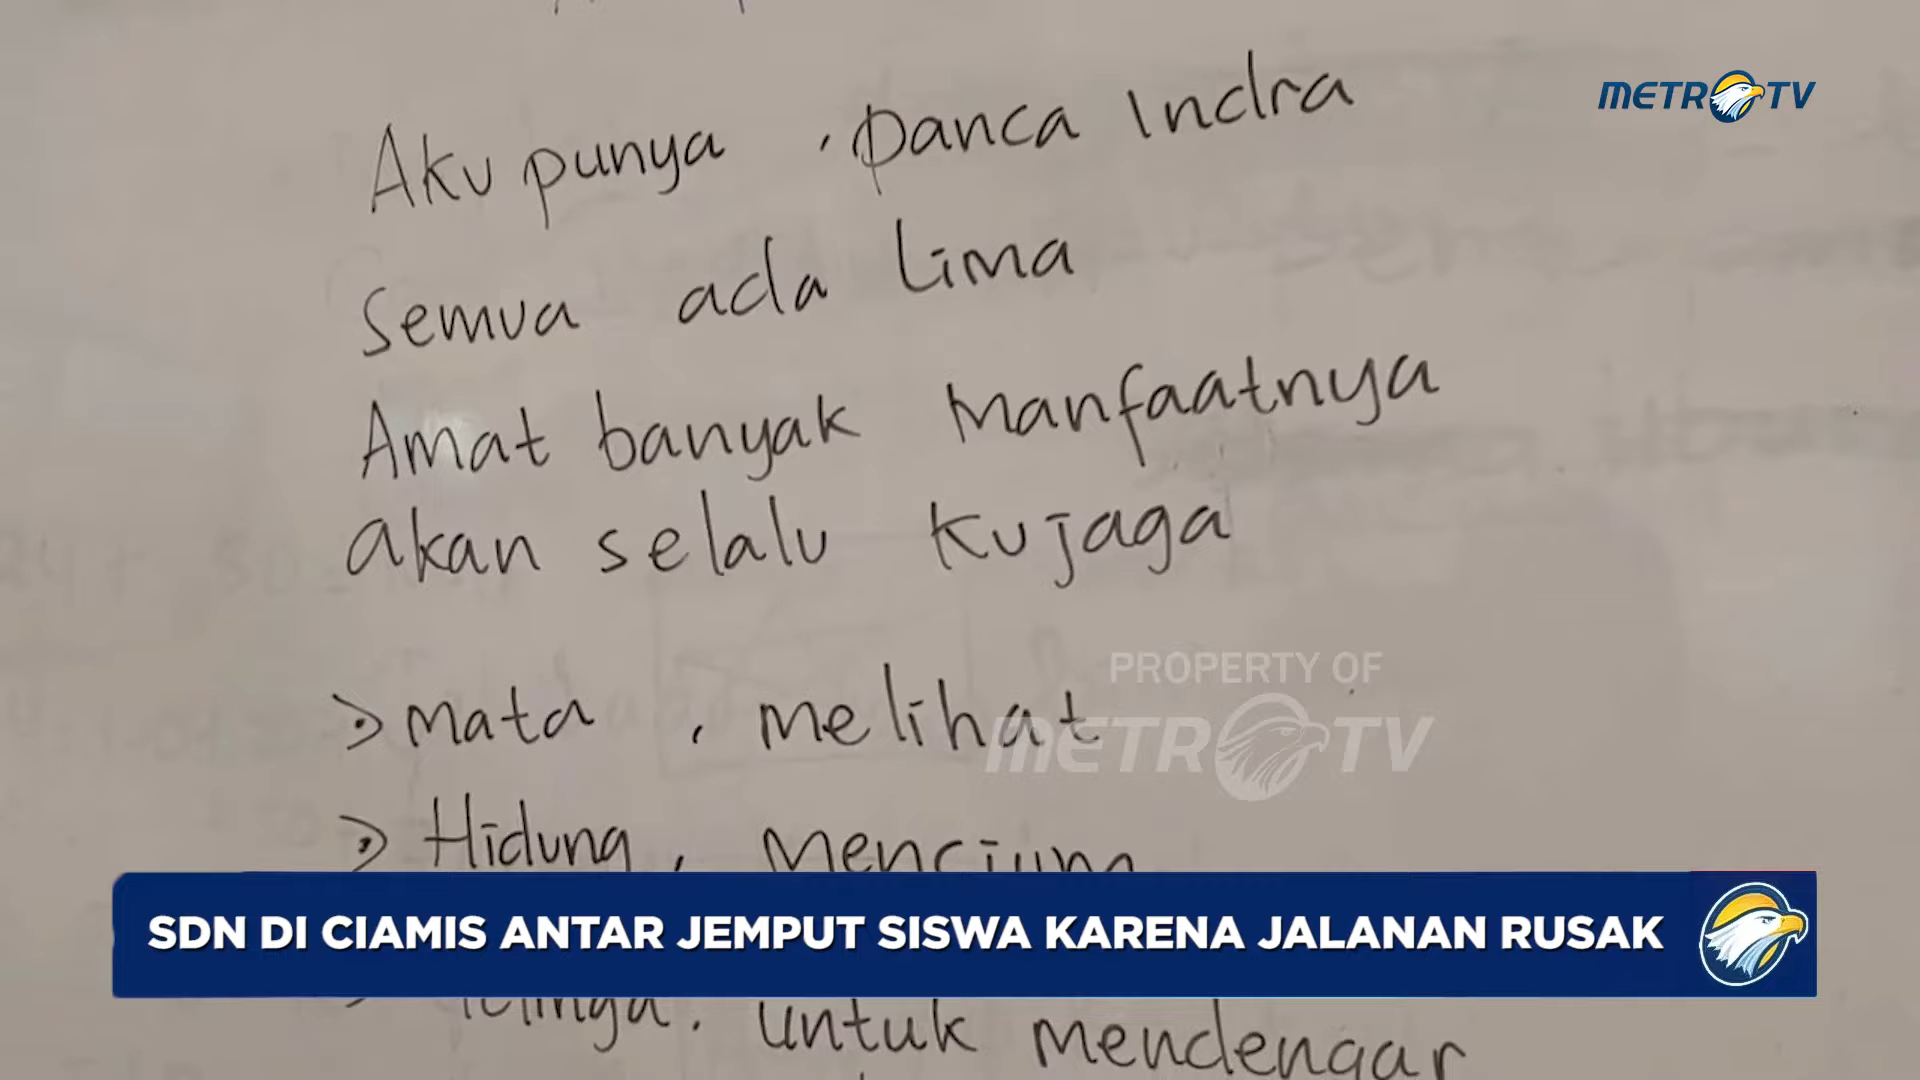 METRO TV
Aku punya , Panca Indra
Semua ada Lima
Amat banyak Manfaatnya
akan selalu Kujaga
PROPERTY OF
METRO TV
> Mata , Melihat
> Hidung , Mencium
SDN DI CIAMIS ANTAR JEMPUT SISWA KARENA JALANAN RUSAK
> Telinga , untuk mendengar